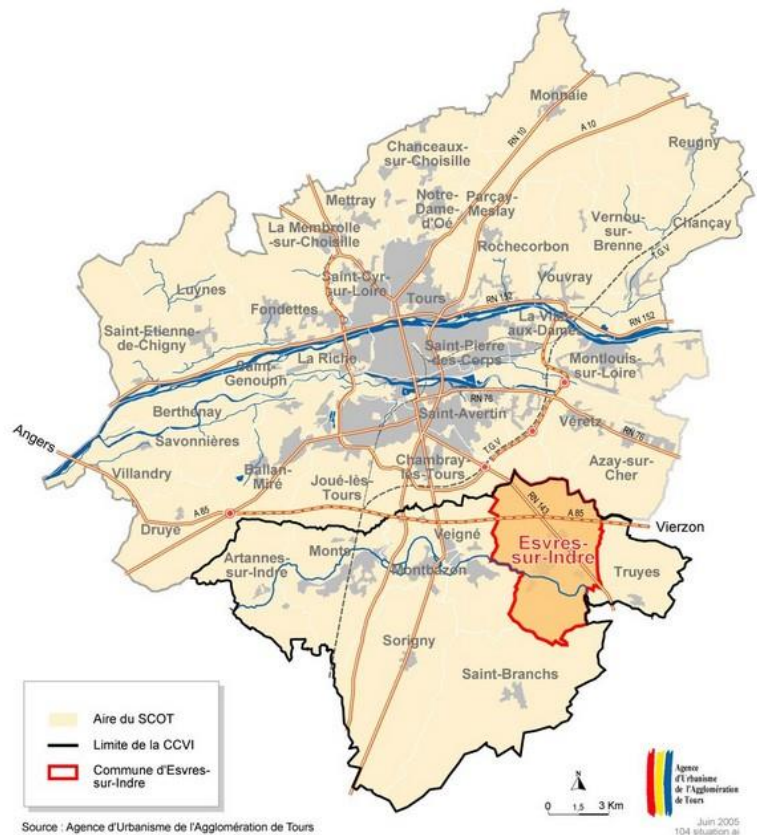 Monnaie
RN 10
A 10
Reugny
Chanceaux-
sur-Choisille
Mettray
Notre-
Dame-
d'Oé
Parçay-
Meslay
Vernou-
sur-
Brenne
Chançay
La Membrolle
-sur-Choisille
Rochecorbon
T.G.V
Luynes
Saint-Cyr-
sur-Loire
Tours
Vouvray
Fondettes
RN 152
Saint-Etienne-
de-Chigny
La Ville-
aux-Dames
RN 152
La Riche
Saint-Pierre
-des-Corps
Montlouis-
sur-Loire
Saint-
Genouph
RN 76
Berthenay
Saint-Avertin
Véretz
RN 76
Angers
Savonnières
T.G.V
Azay-sur-
Cher
Villandry
Ballan-
Miré
Chambray-
lès-Tours
Joué-lès-
Tours
RN 143
Druye
A 85
A 85
Vierzon
Veigné
Esvres-
sur-Indre
Monts
Artannes-
sur-Indre
Montbazon
Truyes
Sorigny
Saint-Branchs
Aire du SCOT
Limite de la CCVI
Commune d'Esvres-
sur-Indre
N
0 1,5 3 Km
Agence
d'Urbanisme
de l'Agglomération
de Tours
Juin 2005
104 situation.ai
Source : Agence d'Urbanisme de l'Agglomération de Tours